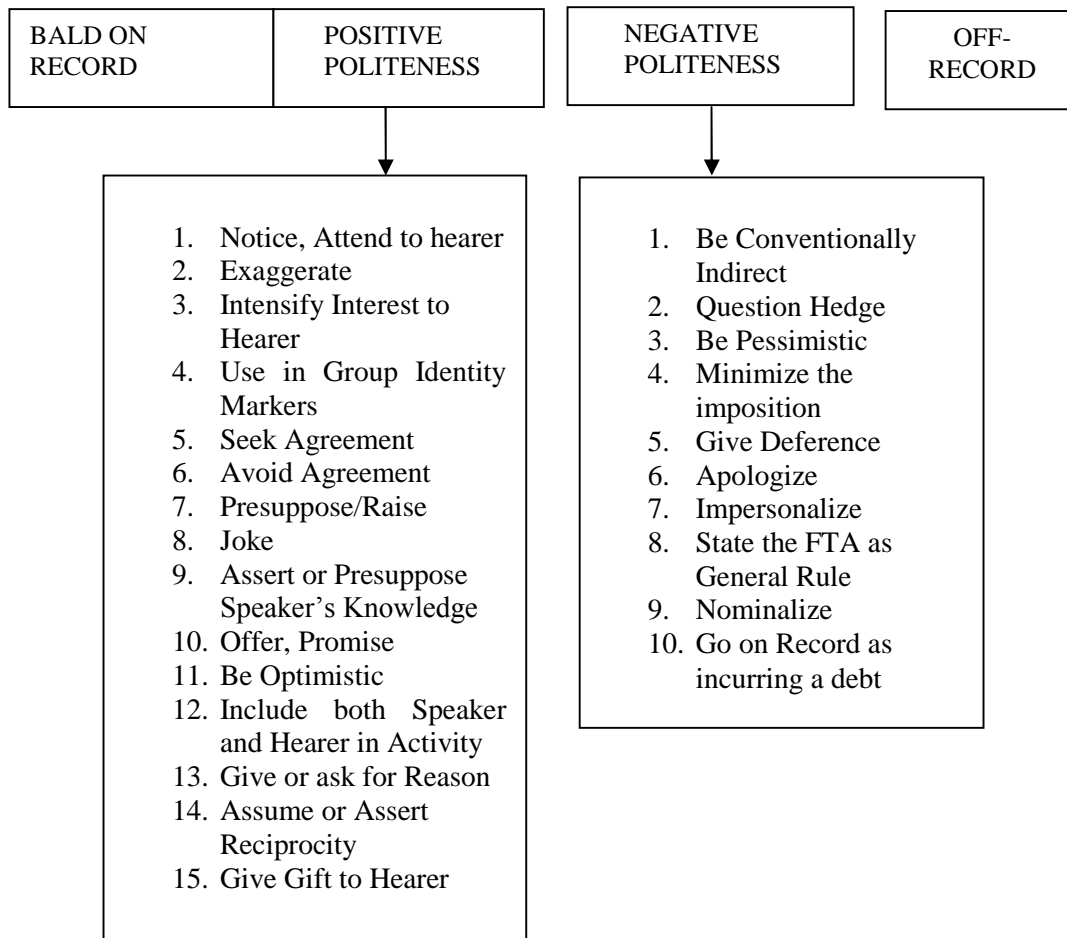 BALD ON
RECORD
POSITIVE
POLITENESS
NEGATIVE
POLITENESS
OFF-
RECORD
1. Notice, Attend to hearer
2. Exaggerate
3. Intensify Interest to
Hearer
4. Use in Group Identity
Markers
5. Seek Agreement
6. Avoid Agreement
7. Presuppose/Raise
8. Joke
9. Assert or Presuppose
Speaker’s Knowledge
10. Offer, Promise
11. Be Optimistic
12. Include both Speaker
and Hearer in Activity
13. Give or ask for Reason
14. Assume or Assert
Reciprocity
15. Give Gift to Hearer
1. Be Conventionally
Indirect
2. Question Hedge
3. Be Pessimistic
4. Minimize the
imposition
5. Give Deference
6. Apologize
7. Impersonalize
8. State the FTA as
General Rule
9. Nominalize
10. Go on Record as
incurring a debt